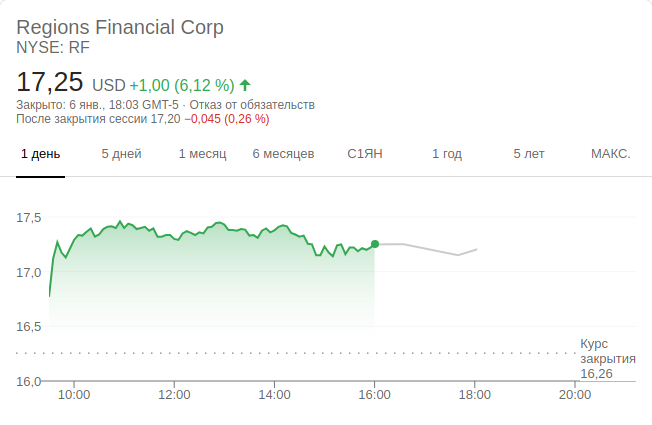 Regions Financial Corp
NYSE: RF
17,25 USD +1,00 (6,12 %)
Закрыто: 6 янв., 18:03 GMT-5 · Отказ от обязательств
После закрытия сессии 17,20 −0,045 (0,26 %)
1 день 5 дней 1 месяц 6 месяцев С1ЯН 1 год 5 лет МАКС.
17,5
17,0
16,5
Курс
закрытия
16,26
16,0
10:00 12:00 14:00 16:00 18:00 20:00